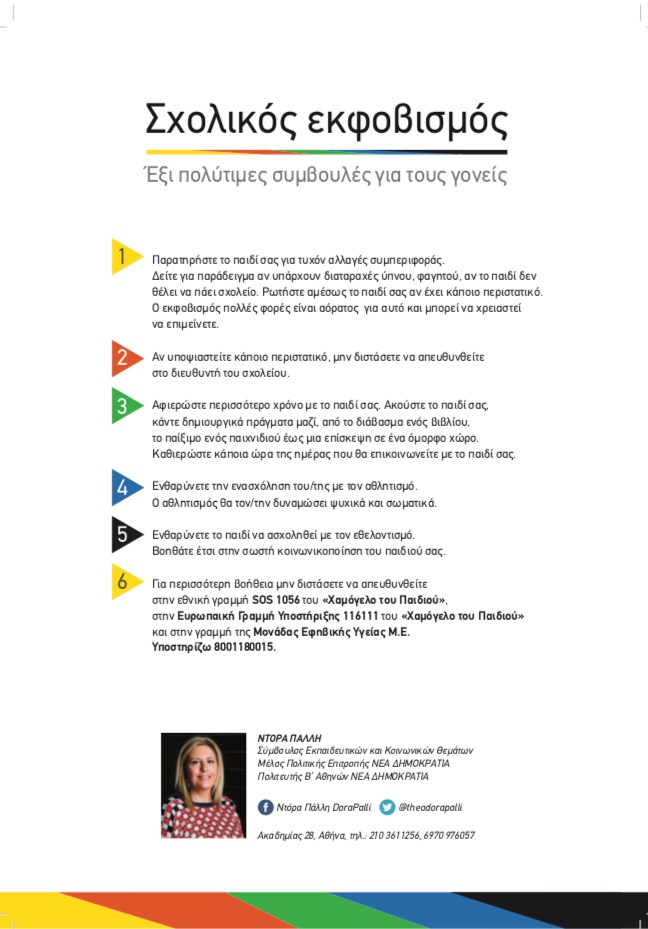 Σχολικός εκφοβισμός
Έξι πολύτιμες συμβουλές για τους γονείς
1
Παρατηρήστε το παιδί σας για τυχόν αλλαγές συμπεριφοράς.
Δείτε για παράδειγμα αν υπάρχουν διαταραχές ύπνου, φαγητού, αν το παιδί δεν
θέλει να πάει σχολείο. Ρωτήστε αμέσως το παιδί σας αν έχει κάποιο περιστατικό.
Ο εκφοβισμός πολλές φορές είναι αόρατος για αυτό και μπορεί να χρειαστεί
να επιμείνετε.
2
Αν υποψιαστείτε κάποιο περιστατικό, μην διστάσετε να απευθυνθείτε
στο διευθυντή του σχολείου.
3
Αφιερώστε περισσότερο χρόνο με το παιδί σας. Ακούστε το παιδί σας,
κάντε δημιουργικά πράγματα μαζί, από το διάβασμα ενός βιβλίου,
το παίξιμο ενός παιχνιδιού έως μια επίσκεψη σε ένα όμορφο χώρο.
Καθιερώστε κάποια ώρα της ημέρας που θα επικοινωνείτε με το παιδί σας.
4
Ενθαρύνετε την ενασχόληση του/της με τον αθλητισμό.
Ο αθλητισμός θα τον/την δυναμώσει ψυχικά και σωματικά.
5
Ενθαρύνετε το παιδί να ασχοληθεί με τον εθελοντισμό.
Βοηθάτε έτσι στην σωστή κοινωνικοποίηση του παιδιού σας.
6
Για περισσότερη βοήθεια μην διστάσετε να απευθυνθείτε
στην εθνική γραμμή SOS 1056 του «Χαμόγελο του Παιδιού»,
στην Ευρωπαική Γραμμή Υποστήριξης 116111 του «Χαμόγελο του Παιδιού»
και στην γραμμή της Μονάδας Εφηβικής Υγείας Μ.Ε.
Υποστηρίζω 8001180015.
ΝΤΟΡΑ ΠΑΛΛΗ
Σύμβουλος Εκπαιδευτικών και Κοινωνικών Θεμάτων
Μέλος Πολιτικής Επιτροπής ΝΕΑ ΔΗΜΟΚΡΑΤΙΑ
Πολιτευτής Β΄ Αθηνών ΝΕΑ ΔΗΜΟΚΡΑΤΙΑ
Ντόρα Πάλλη DoraPalli @theodorapalli
Ακαδημίας 28, Αθήνα, τηλ.: 210 3611256, 6970 976057